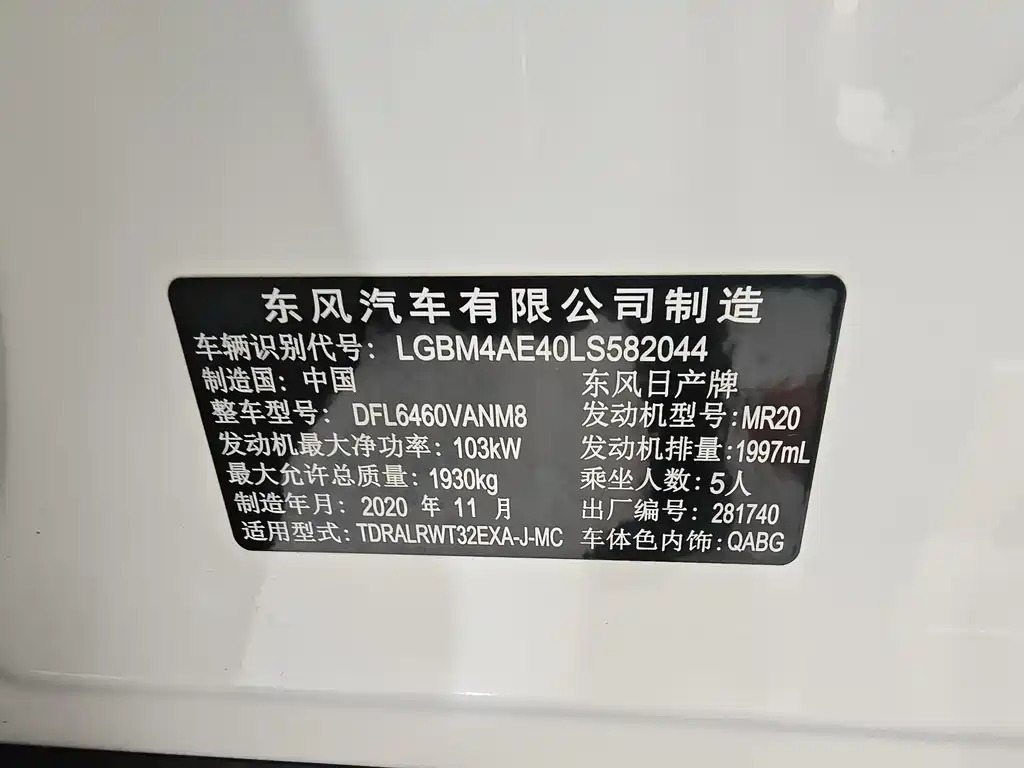 东风汽车有限公司制造
车辆识别代号：LGBM4AE40LS582044
制造国：中国 东风日产牌
整车型号：DFL6460VANM8 发动机型号：MR20
发动机最大净功率：103kW 发动机排量：1997mL
最大允许总质量：1930kg 乘坐人数：5人
制造年月：2020 年 11 月 出厂编号：281740
适用型式：TDRALRWT32EXA-J-MC 车体色内饰：QABG